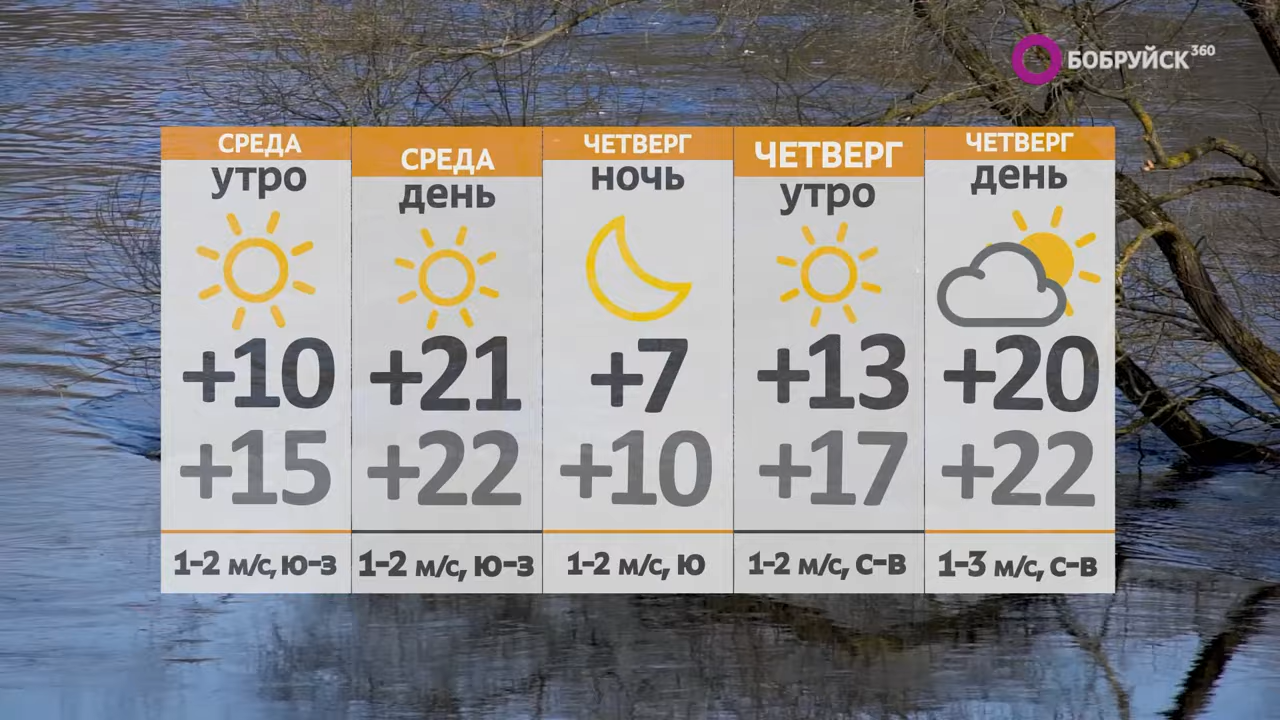 БОБРУЙСК360
СРЕДА
утро
+10
+15
1-2 м/с, ю-з
СРЕДА
день
+21
+22
1-2 м/с, ю-з
ЧЕТВЕРГ
ночь
+7
+10
1-2 м/с, ю
ЧЕТВЕРГ
утро
+13
+17
1-2 м/с, с-в
ЧЕТВЕРГ
день
+20
+22
1-3 м/с, с-в